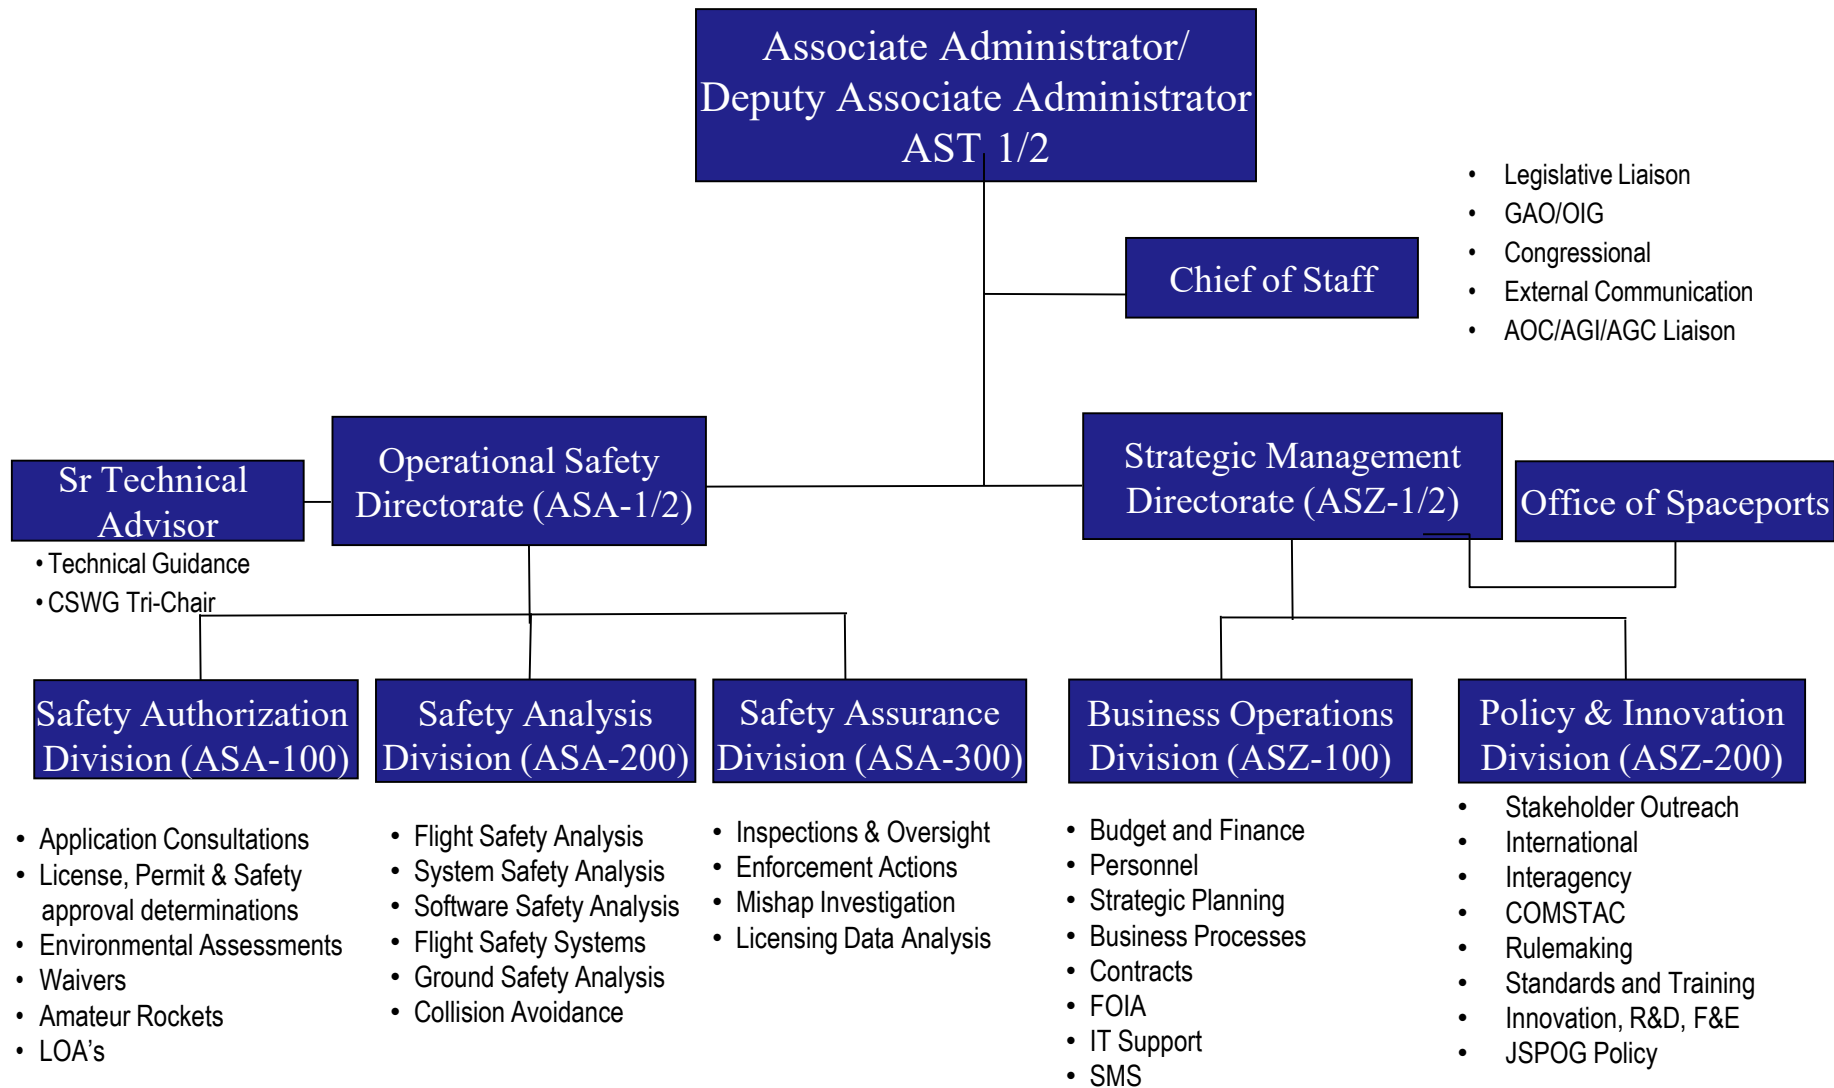 Associate Administrator/
Deputy Associate Administrator
AST 1/2
• Legislative Liaison
• GAO/OIG
• Congressional
• External Communication
• AOC/AGI/AGC Liaison
Chief of Staff
Operational Safety
Directorate (ASA-1/2)
Strategic Management
Directorate (ASZ-1/2)
Sr Technical
Advisor
Office of Spaceports
• Technical Guidance
• CSWG Tri-Chair
Safety Authorization
Division (ASA-100)
Safety Analysis
Division (ASA-200)
Safety Assurance
Division (ASA-300)
Business Operations
Division (ASZ-100)
Policy & Innovation
Division (ASZ-200)
• Application Consultations
• License, Permit & Safety
approval determinations
• Environmental Assessments
• Waivers
• Amateur Rockets
• LOA’s
• Flight Safety Analysis
• System Safety Analysis
• Software Safety Analysis
• Flight Safety Systems
• Ground Safety Analysis
• Collision Avoidance
• Inspections & Oversight
• Enforcement Actions
• Mishap Investigation
• Licensing Data Analysis
• Budget and Finance
• Personnel
• Strategic Planning
• Business Processes
• Contracts
• FOIA
• IT Support
• SMS
• Stakeholder Outreach
• International
• Interagency
• COMSTAC
• Rulemaking
• Standards and Training
• Innovation, R&D, F&E
• JSPOG Policy